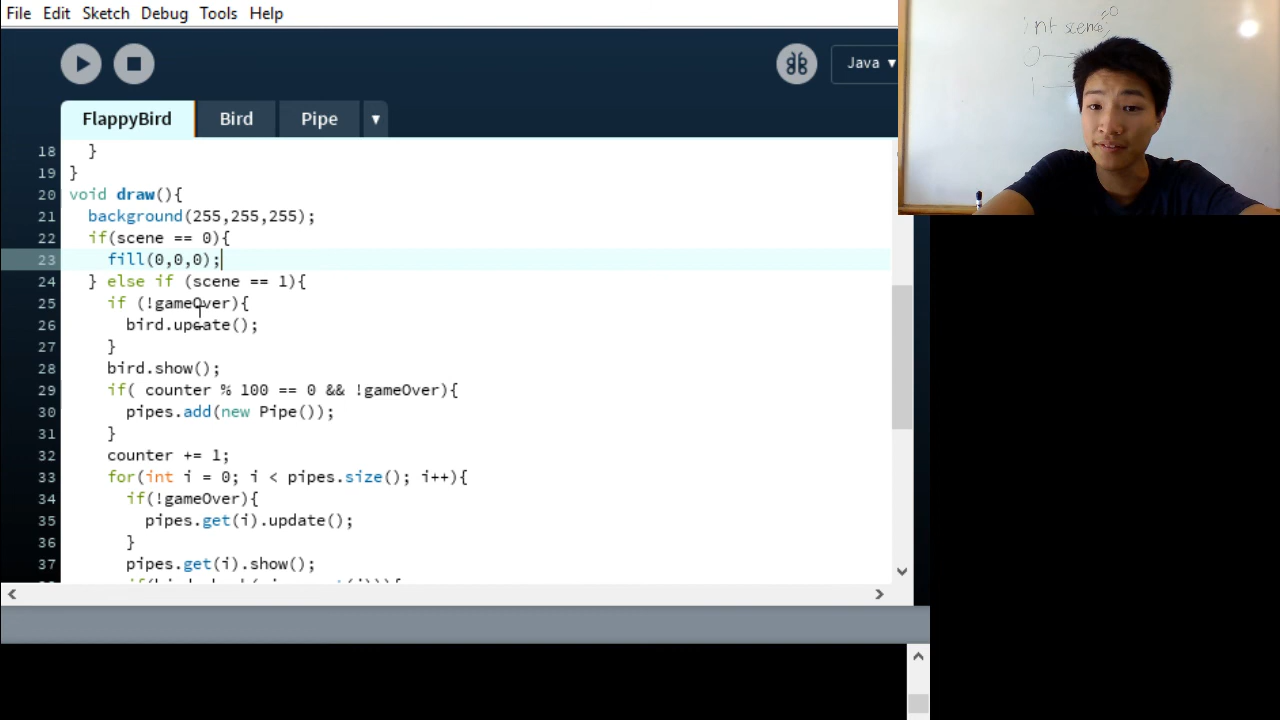 File Edit Sketch Debug Tools Help
Java ▾
FlappyBird Bird Pipe ▾
18 }
19 }
20 void draw(){
21 background(255,255,255);
22 if(scene == 0){
23 fill(0,0,0);
24 } else if (scene == 1){
25 if (!gameOver){
26 bird.update();
27 }
28 bird.show();
29 if( counter % 100 == 0 && !gameOver){
30 pipes.add(new Pipe());
31 }
32 counter += 1;
33 for(int i = 0; i < pipes.size(); i++){
34 if(!gameOver){
35 pipes.get(i).update();
36 }
37 pipes.get(i).show();
int scene
=0
0
1